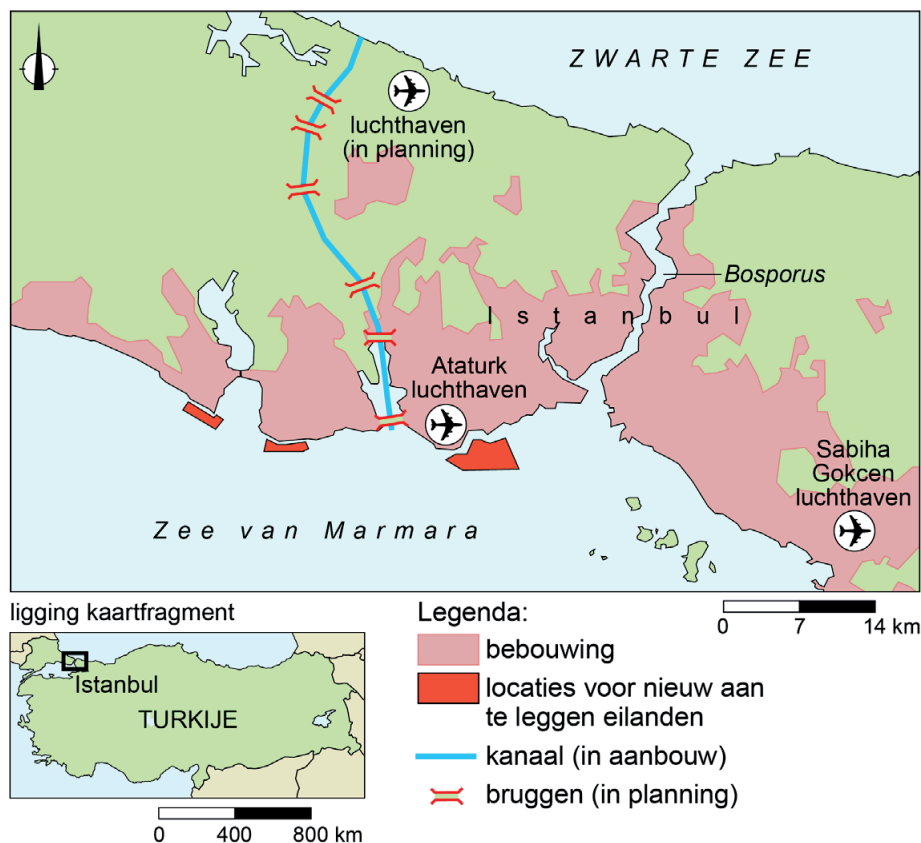 ZWARTE ZEE
luchthaven
(in planning)
Bosporus
Istanbul
Ataturk
luchthaven
Sabiha
Gokcen
luchthaven
Zee van Marmara
ligging kaartfragment
Istanbul
TURKIJE
0 400 800 km
Legenda:
0 7 14 km
bebouwing
locaties voor nieuw aan
te leggen eilanden
kanaal (in aanbouw)
bruggen (in planning)